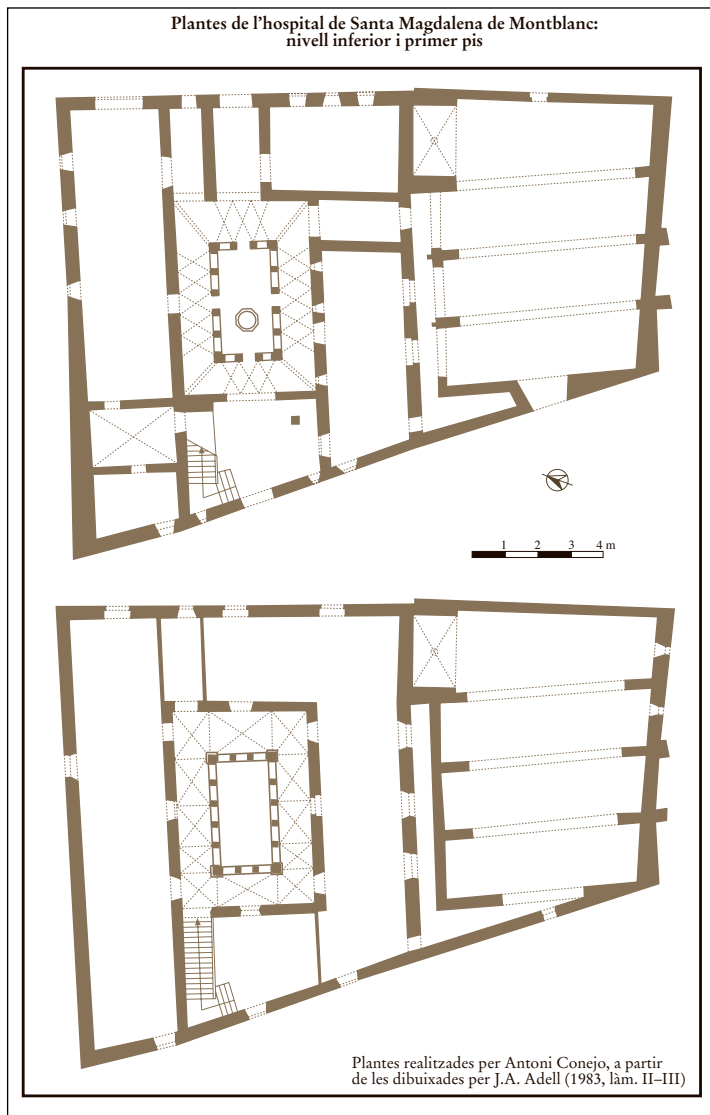 Plantes de l’hospital de Santa Magdalena de Montblanc:
nivell inferior i primer pis
1 2 3 4 m
Plantes realitzades per Antoni Conejo, a partir
de les dibuixades per J.A. Adell (1983, làm. II–III)